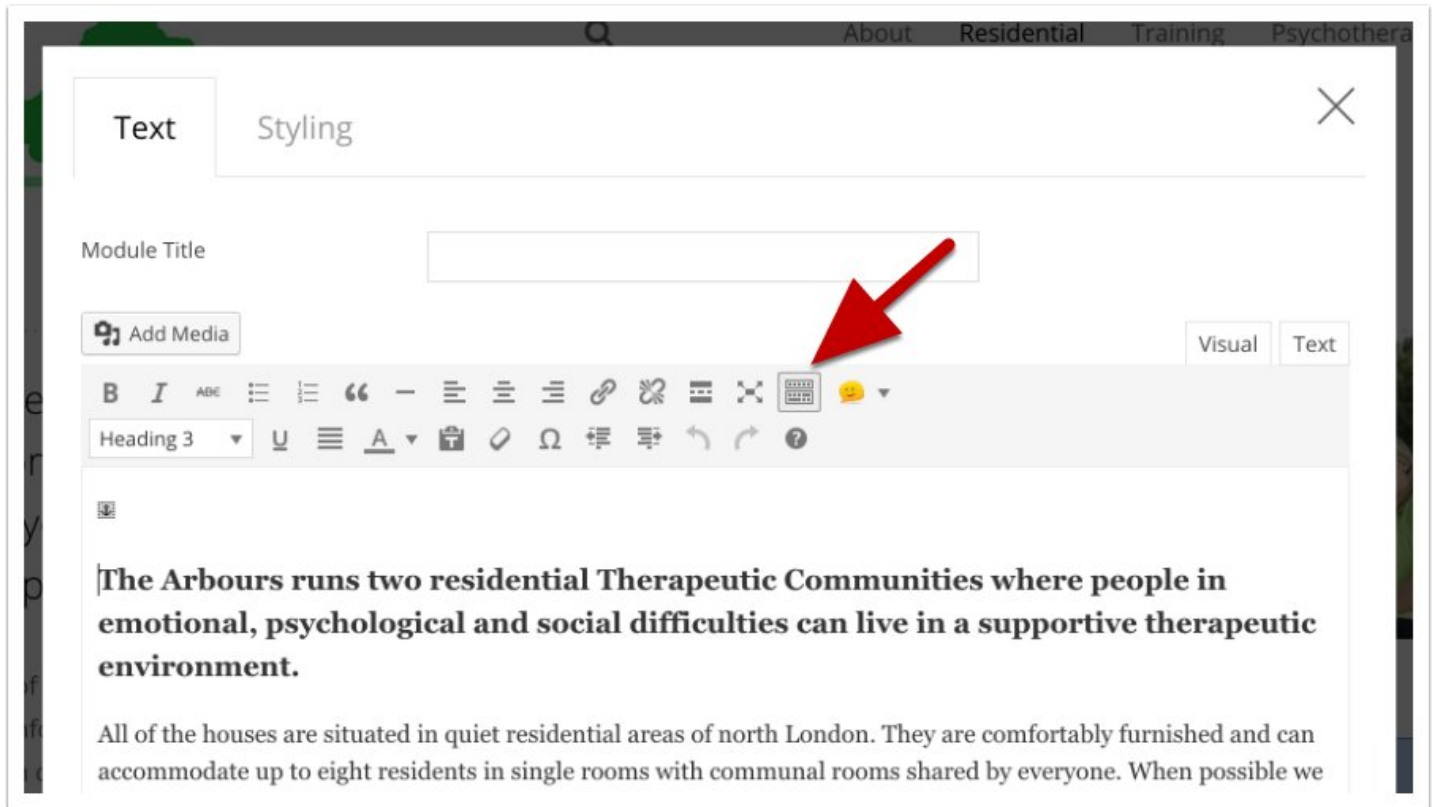 About Residential Training Psychothera
Text Styling
Module Title
Add Media
Visual Text
B I ABC
Heading 3 U A Ω
The Arbours runs two residential Therapeutic Communities where people in
emotional, psychological and social difficulties can live in a supportive therapeutic
environment.
All of the houses are situated in quiet residential areas of north London. They are comfortably furnished and can
accommodate up to eight residents in single rooms with communal rooms shared by everyone. When possible we